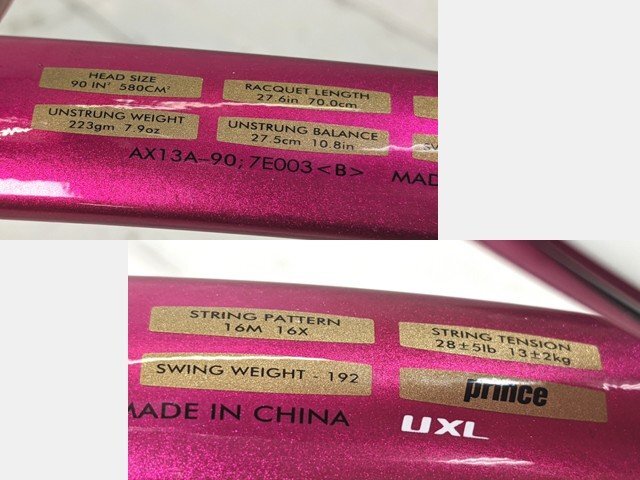 HEAD SIZE
90 IN² 580CM²
RACQUET LENGTH
27.6in 70.0cm
UNSTRUNG WEIGHT
223gm 7.9oz
UNSTRUNG BALANCE
27.5cm 10.8in
AX13A-90; 7E003<B>
MAD
STRING PATTERN
16M 16X
STRING TENSION
28±5lb 13±2kg
SWING WEIGHT - 192
prince
MADE IN CHINA
UXL